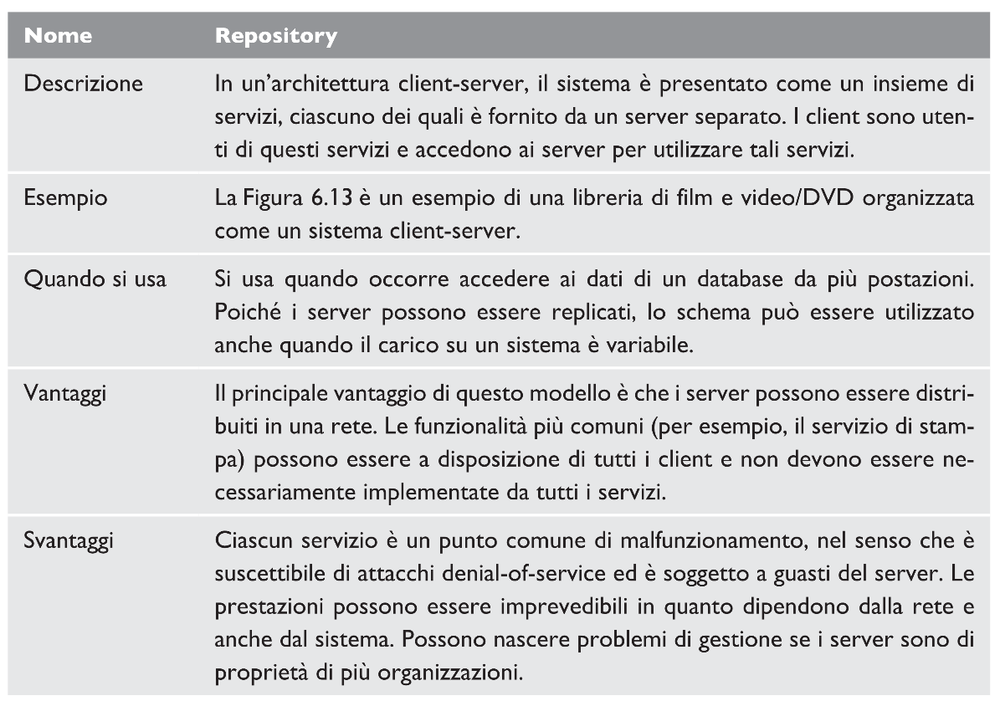 Nome Repository
Descrizione In un'architettura client-server, il sistema è presentato come un insieme di
servizi, ciascuno dei quali è fornito da un server separato. I client sono uten-
ti di questi servizi e accedono ai server per utilizzare tali servizi.
Esempio La Figura 6.13 è un esempio di una libreria di film e video/DVD organizzata
come un sistema client-server.
Quando si usa Si usa quando occorre accedere ai dati di un database da più postazioni.
Poiché i server possono essere replicati, lo schema può essere utilizzato
anche quando il carico su un sistema è variabile.
Vantaggi Il principale vantaggio di questo modello è che i server possono essere distri-
buiti in una rete. Le funzionalità più comuni (per esempio, il servizio di stam-
pa) possono essere a disposizione di tutti i client e non devono essere ne-
cessariamente implementate da tutti i servizi.
Svantaggi Ciascun servizio è un punto comune di malfunzionamento, nel senso che è
suscettibile di attacchi denial-of-service ed è soggetto a guasti del server. Le
prestazioni possono essere imprevedibili in quanto dipendono dalla rete e
anche dal sistema. Possono nascere problemi di gestione se i server sono di
proprietà di più organizzazioni.